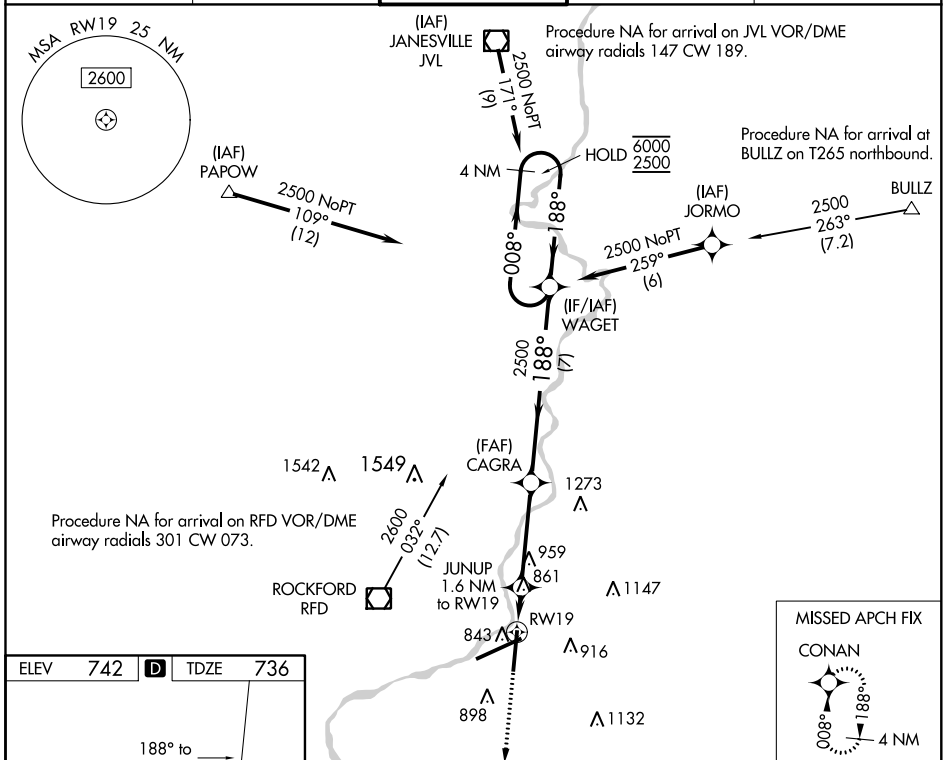 MSA RW19 25 NM
2600
(IAF)
JANESVILLE
JVL
Procedure NA for arrival on JVL VOR/DME
airway radials 147 CW 189.
2500 NoPT
171°
(9)
(IAF)
PAPOW
2500 NoPT
109°
(12)
4 NM
HOLD
6000
2500
008°
188°
Procedure NA for arrival at
BULLZ on T265 northbound.
(IAF)
JORMO
BULLZ
2500
263°
(7.2)
2500 NoPT
259°
(6)
(IF/IAF)
WAGET
2500
188°
(7)
(FAF)
CAGRA
1542
1549
1273
Procedure NA for arrival on RFD VOR/DME
airway radials 301 CW 073.
2600
032°
(12.7)
ROCKFORD
RFD
959
JUNUP
1.6 NM
to RW19
861
1147
RW19
843
916
898
1132
MISSED APCH FIX
CONAN
008°
188°
4 NM
ELEV 742 D TDZE 736
188° to